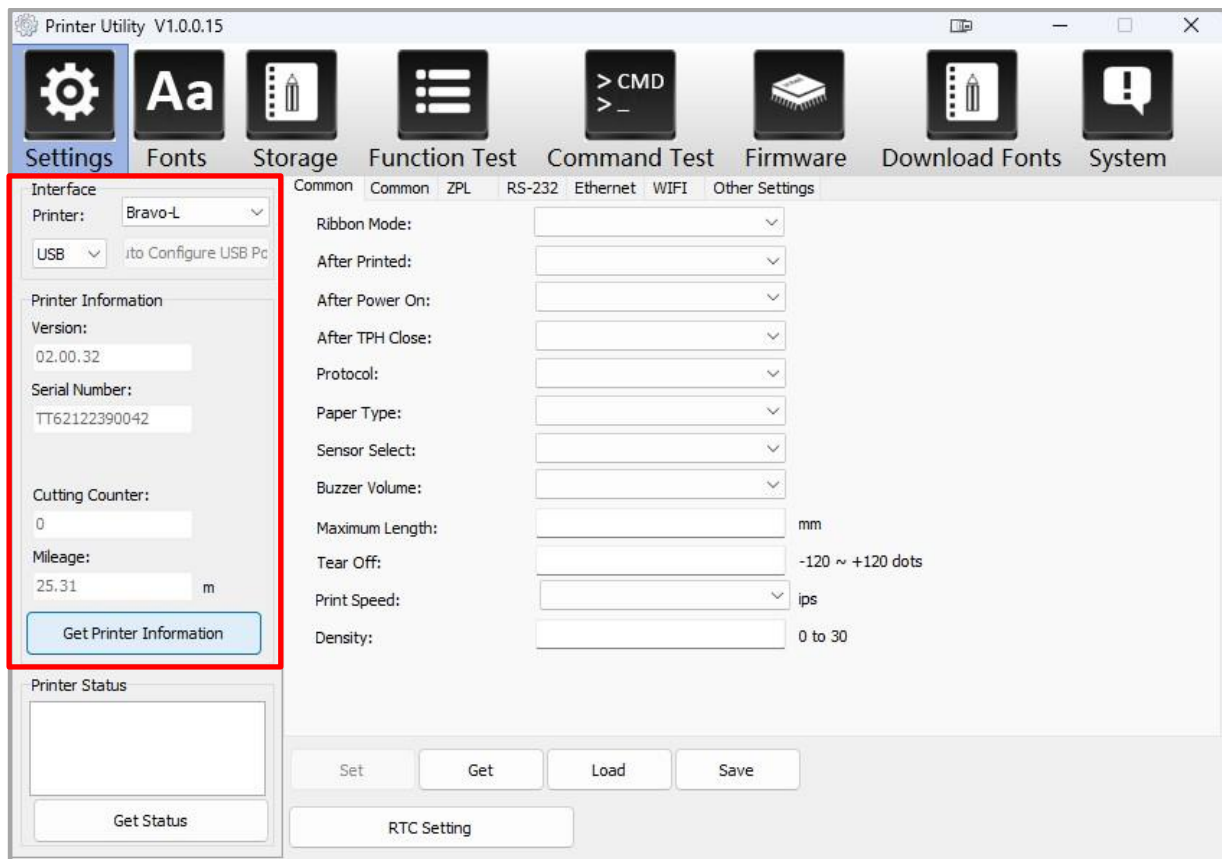 Printer Utility V1.0.0.15
Aa
> CMD
>_
Settings Fonts Storage Function Test Command Test Firmware Download Fonts System
Interface
Printer: Bravo-L
USB uto Configure USB Po
Printer Information
Version:
02.00.32
Serial Number:
TT62122390042
Cutting Counter:
0
Mileage:
25.31 m
Get Printer Information
Printer Status
Get Status
Common Common ZPL RS-232 Ethernet WIFI Other Settings
Ribbon Mode:
After Printed:
After Power On:
After TPH Close:
Protocol:
Paper Type:
Sensor Select:
Buzzer Volume:
Maximum Length: mm
Tear Off: -120 ~ +120 dots
Print Speed: ips
Density: 0 to 30
Set Get Load Save
RTC Setting